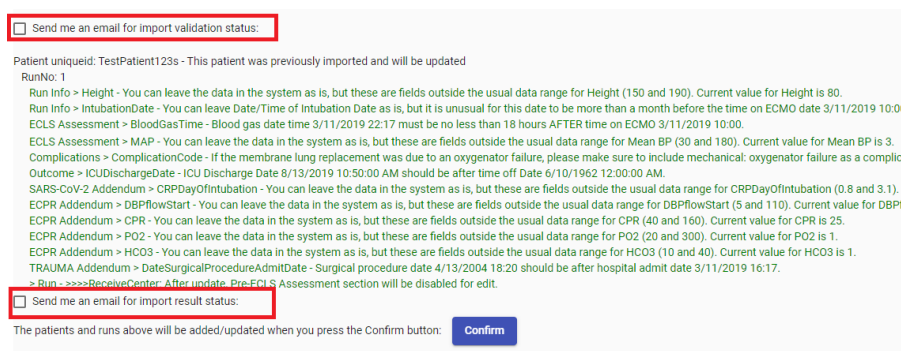 Send me an email for import validation status:
Patient uniqueid: TestPatient123s - This patient was previously imported and will be updated
RunNo: 1
Run Info > Height - You can leave the data in the system as is, but these are fields outside the usual data range for Height (150 and 190). Current value for Height is 80.
Run Info > IntubationDate - You can leave Date/Time of Intubation Date as is, but it is unusual for this date to be more than a month before the time on ECMO date 3/11/2019 10:0
ECLS Assessment > BloodGasTime - Blood gas date time 3/11/2019 22:17 must be no less than 18 hours AFTER time on ECMO 3/11/2019 10:00.
ECLS Assessment > MAP - You can leave the data in the system as is, but these are fields outside the usual data range for Mean BP (30 and 180). Current value for Mean BP is 3.
Complications > ComplicationCode - If the membrane lung replacement was due to an oxygenator failure, please make sure to include mechanical: oxygenator failure as a complic
Outcome > ICUDischargeDate - ICU Discharge Date 8/13/2019 10:50:00 AM should be after time off Date 6/10/1962 12:00:00 AM.
SARS-CoV-2 Addendum > CRPDayOfIntubation - You can leave the data in the system as is, but these are fields outside the usual data range for CRPDayOfIntubation (0.8 and 3.1).
ECPR Addendum > DBPflowStart - You can leave the data in the system as is, but these are fields outside the usual data range for DBPflowStart (5 and 110). Current value for DBPf
ECPR Addendum > CPR - You can leave the data in the system as is, but these are fields outside the usual data range for CPR (40 and 160). Current value for CPR is 25.
ECPR Addendum > PO2 - You can leave the data in the system as is, but these are fields outside the usual data range for PO2 (20 and 300). Current value for PO2 is 1.
ECPR Addendum > HCO3 - You can leave the data in the system as is, but these are fields outside the usual data range for HCO3 (10 and 40). Current value for HCO3 is 1.
TRAUMA Addendum > DateSurgicalProcedureAdmitDate - Surgical procedure date 4/13/2004 18:20 should be after hospital admit date 3/11/2019 16:17.
> Run - >>>>ReceiveCenter: After update, Pre-ECLS Assessment section will be disabled for edit.
Send me an email for import result status:
The patients and runs above will be added/updated when you press the Confirm button: Confirm